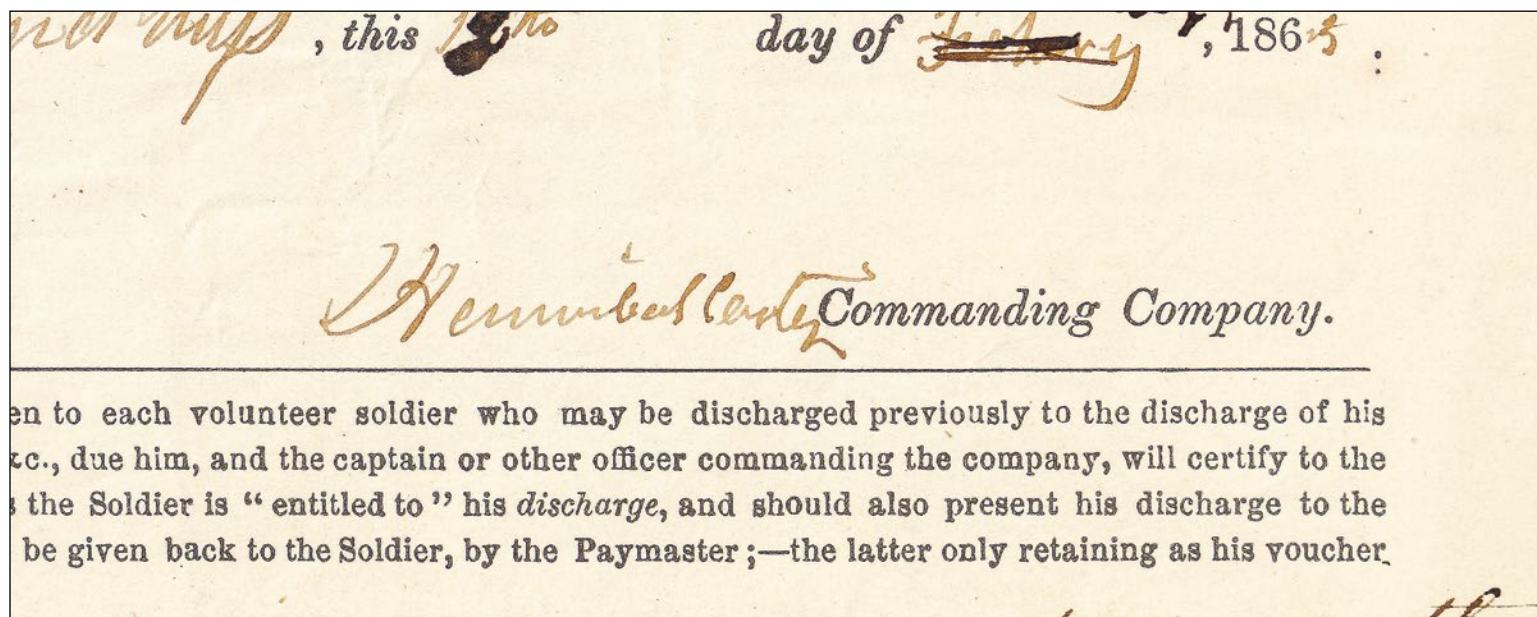 , this day of , 1865 .
Hannibal Carter Commanding Company.
en to each volunteer soldier who may be discharged previously to the discharge of his
&c., due him, and the captain or other officer commanding the company, will certify to the
s the Soldier is “ entitled to ” his discharge, and should also present his discharge to the
be given back to the Soldier, by the Paymaster ;—the latter only retaining as his voucher